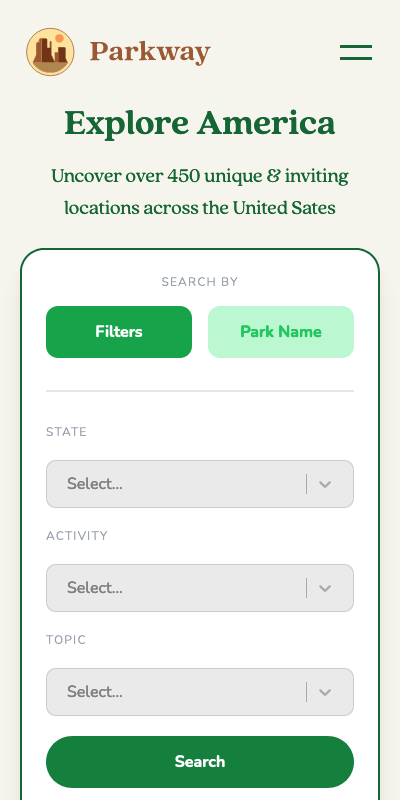 Parkway
Explore America
Uncover over 450 unique & inviting
locations across the United Sates
SEARCH BY
Filters
Park Name
STATE
Select...
ACTIVITY
Select...
TOPIC
Select...
Search